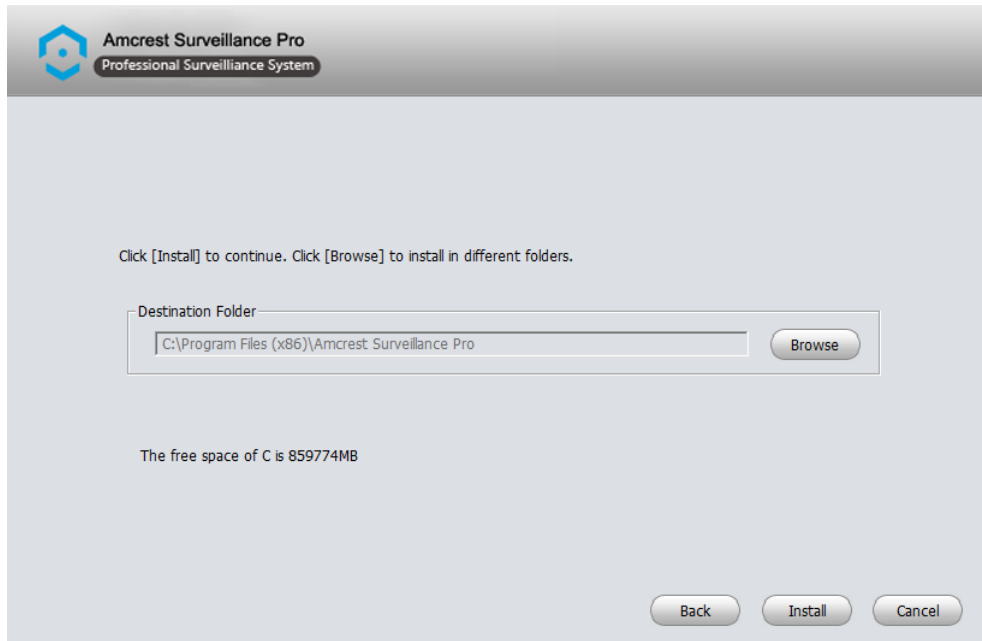 Amcrest Surveillance Pro
Professional Surveilliance System
Click [Install] to continue. Click [Browse] to install in different folders.
Destination Folder
C:\Program Files (x86)\Amcrest Surveillance Pro
Browse
The free space of C is 859774MB
Back
Install
Cancel